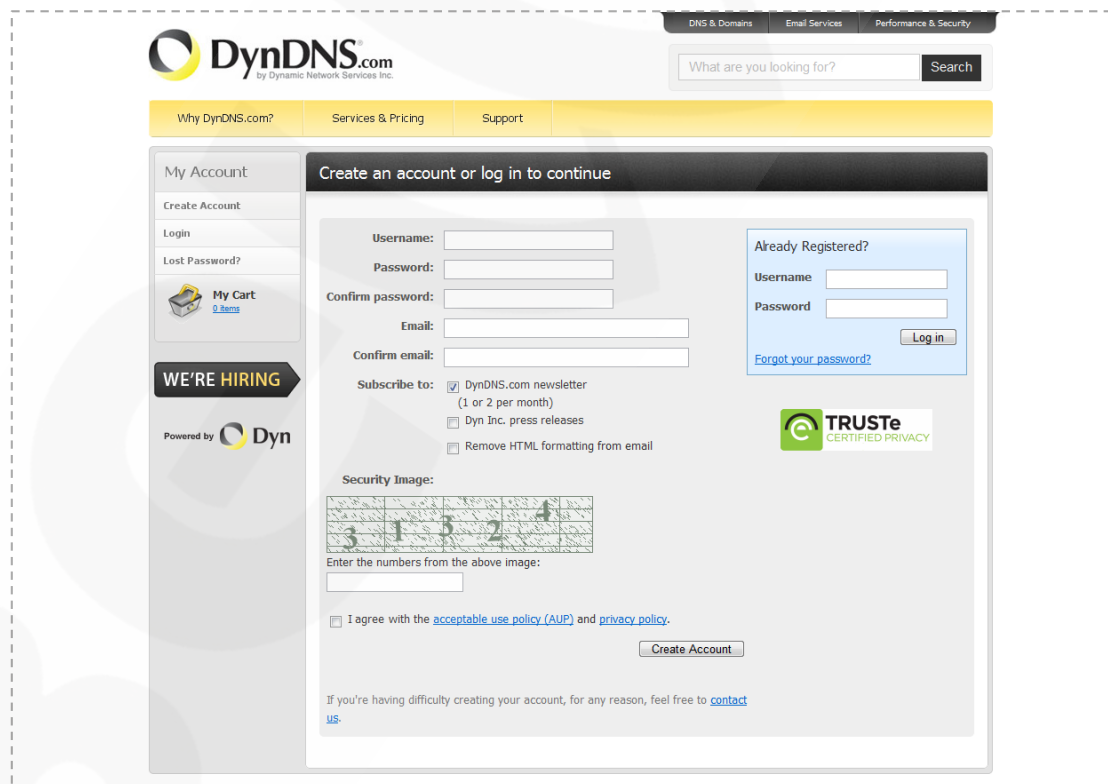 DNS & Domains Email Services Performance & Security
DynDNS.com
by Dynamic Network Services Inc.
What are you looking for? Search
Why DynDNS.com? Services & Pricing Support
My Account
Create Account
Login
Lost Password?
My Cart
0 items
WE'RE HIRING
Powered by Dyn
Create an account or log in to continue
Username:
Password:
Confirm password:
Email:
Confirm email:
Subscribe to: DynDNS.com newsletter
(1 or 2 per month)
Dyn Inc. press releases
Remove HTML formatting from email
Security Image:
3 1 3 2 4
Enter the numbers from the above image:
I agree with the acceptable use policy (AUP) and privacy policy.
Create Account
If you're having difficulty creating your account, for any reason, feel free to contact
us.
Already Registered?
Username
Password
Log in
Forgot your password?
TRUSTe
CERTIFIED PRIVACY